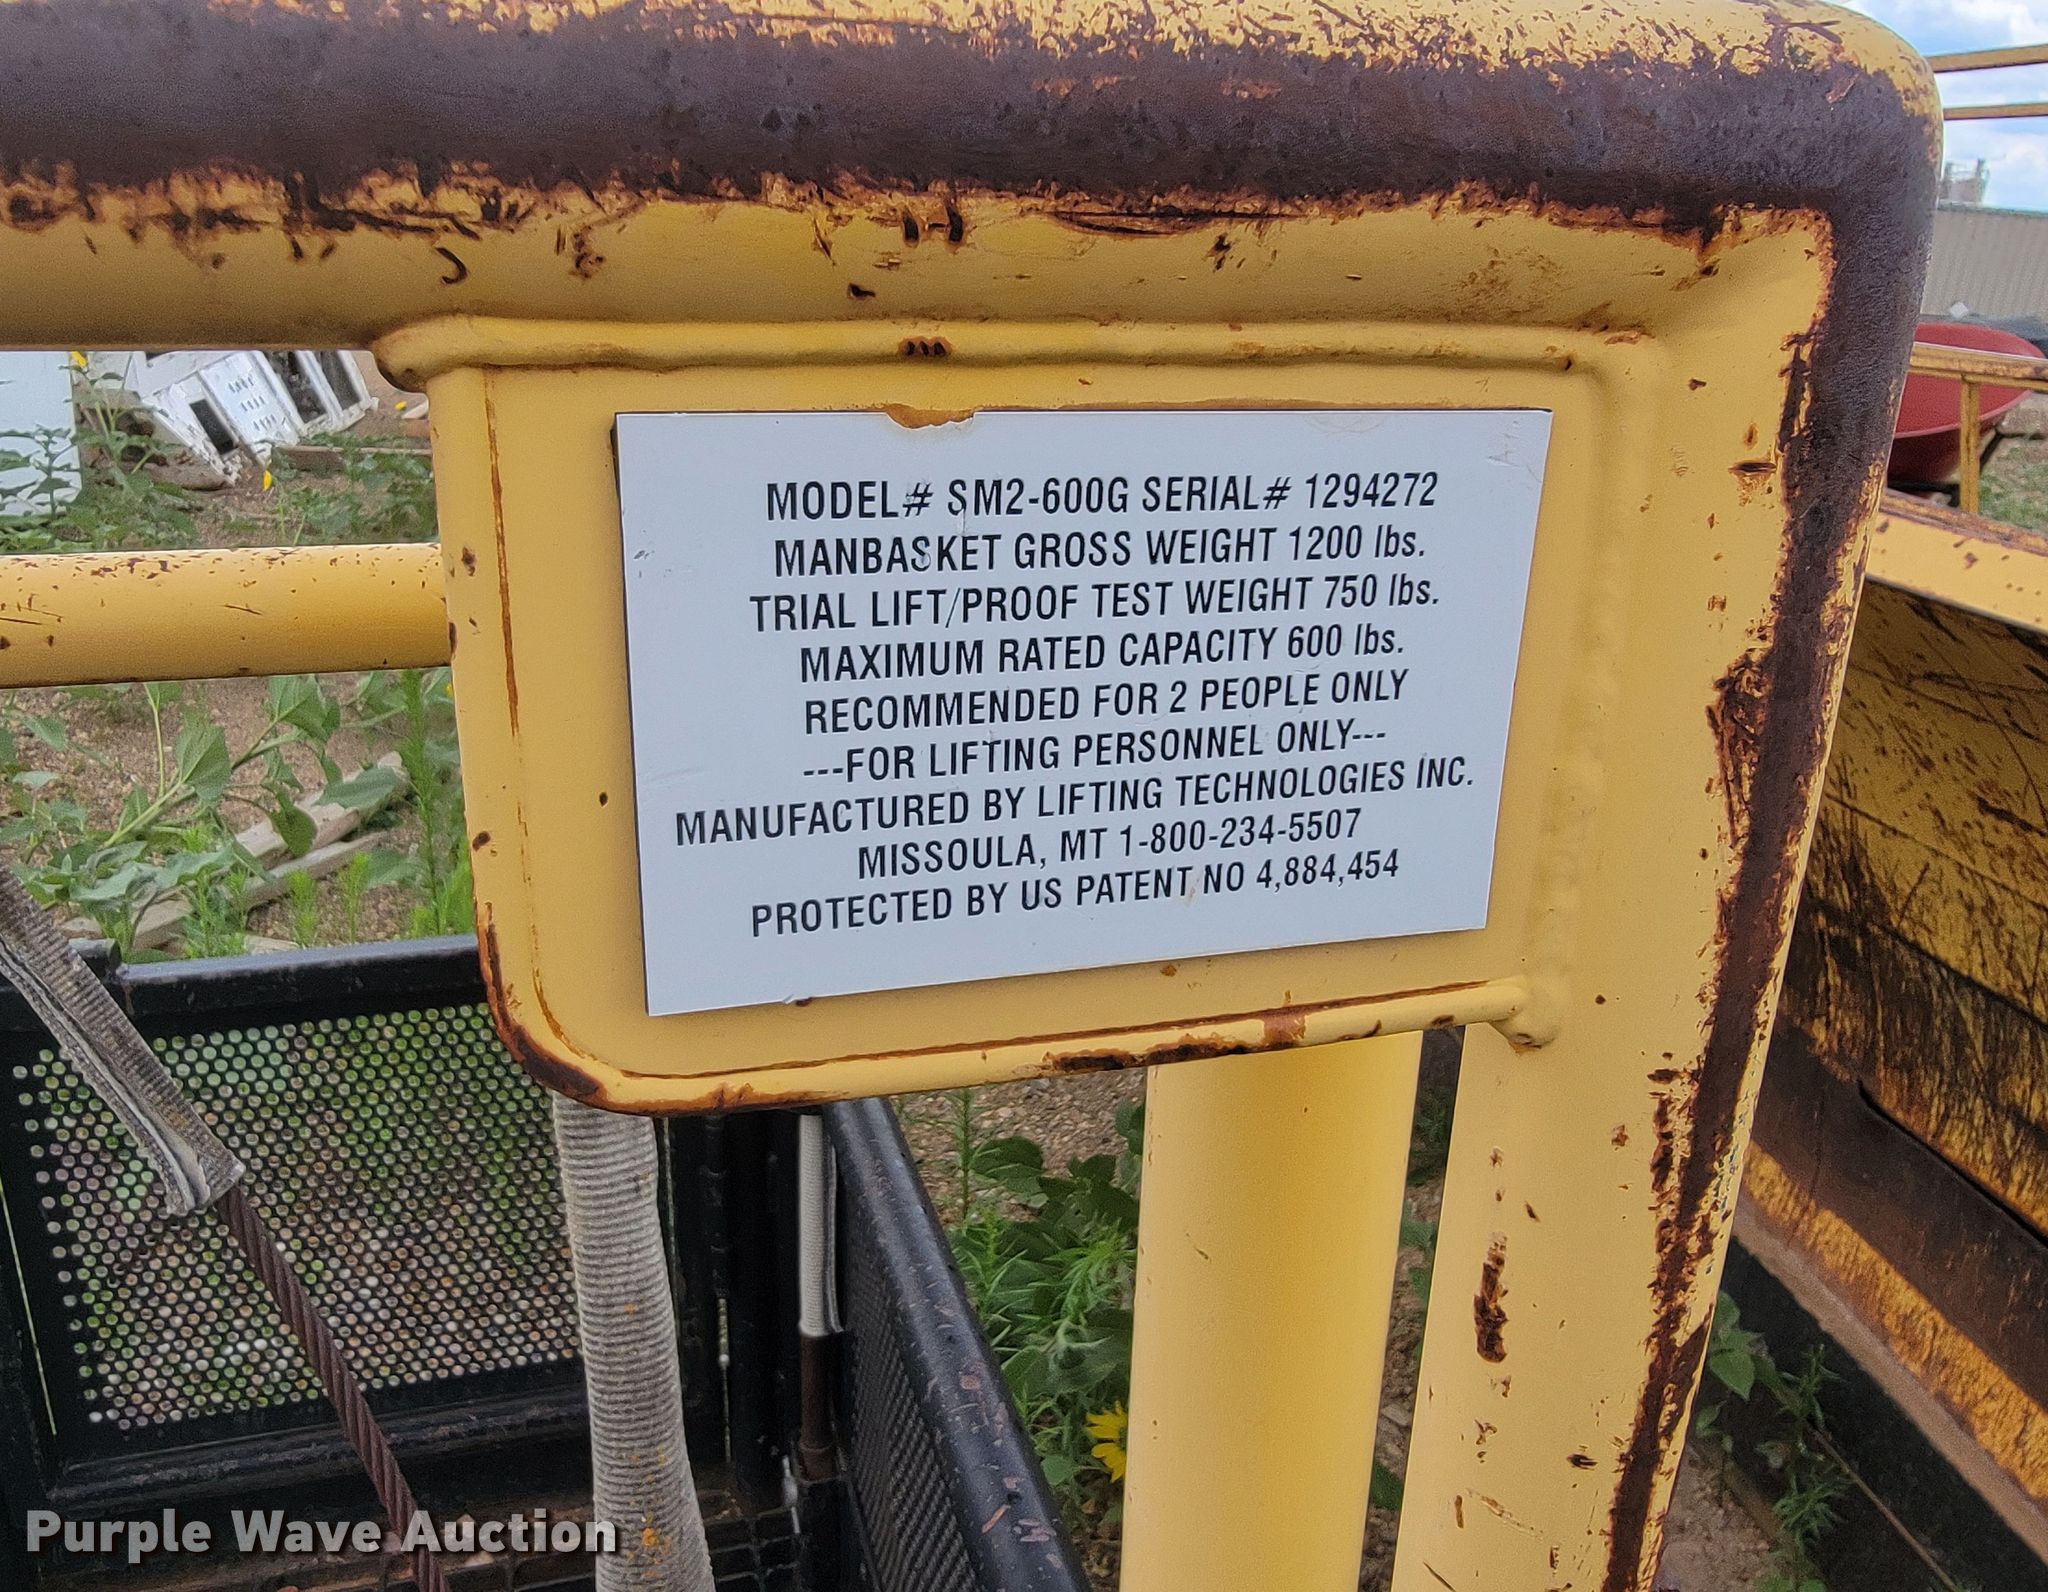 MODEL# SM2-600G SERIAL# 1294272
MANBASKET GROSS WEIGHT 1200 lbs.
TRIAL LIFT/PROOF TEST WEIGHT 750 lbs.
MAXIMUM RATED CAPACITY 600 lbs.
RECOMMENDED FOR 2 PEOPLE ONLY
---FOR LIFTING PERSONNEL ONLY---
MANUFACTURED BY LIFTING TECHNOLOGIES INC.
MISSOULA, MT 1-800-234-5507
PROTECTED BY US PATENT NO 4,884,454
Purple Wave Auction